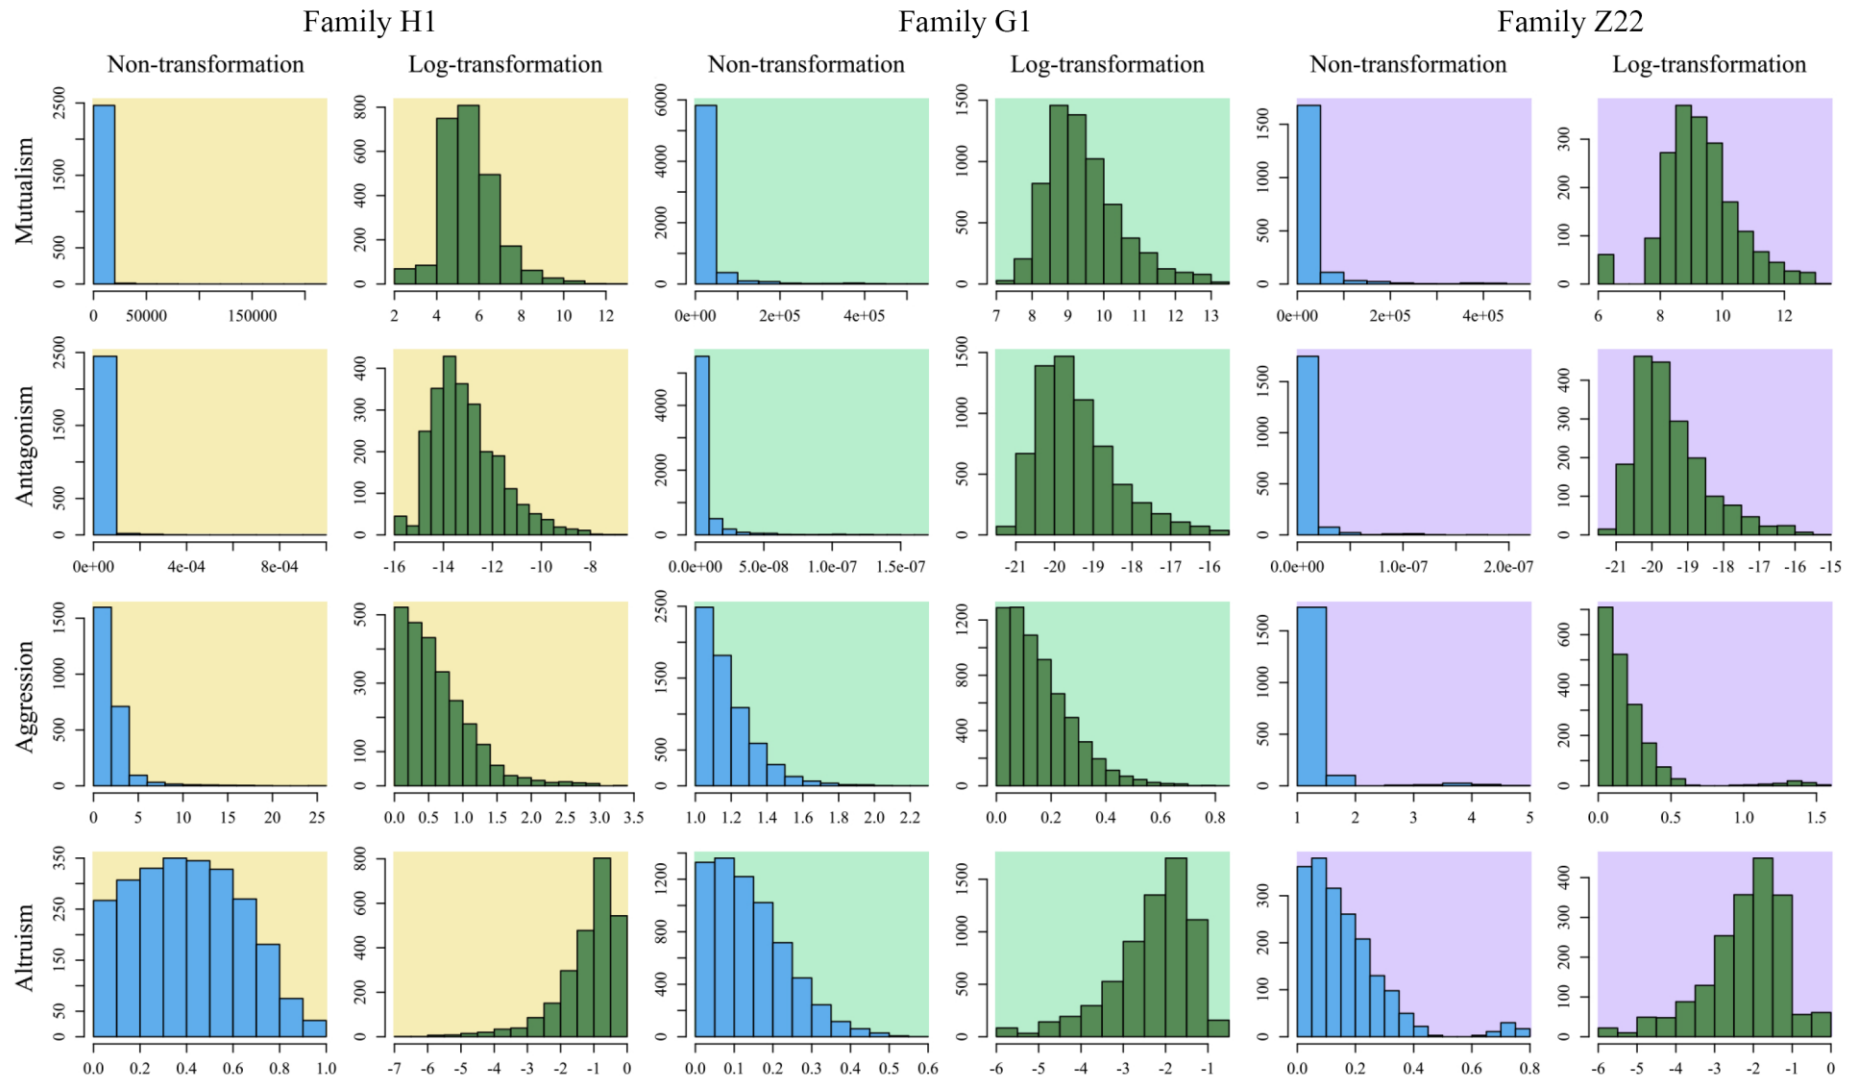 Family H1 Family G1 Family Z22
Non-transformation Log-transformation Non-transformation Log-transformation Non-transformation Log-transformation
Mutualism
0 500 1500 2500
0 50000 150000
0 200 400 600 800
2 4 6 8 10 12
0 2000 4000 6000
0e+00 2e+05 4e+05
0 500 1000 1500
7 8 9 10 11 12 13
0 500 1000 1500
0e+00 2e+05 4e+05
0 100 200 300
6 8 10 12
Antagonism
0 500 1500 2500
0e+00 4e-04 8e-04
0 100 200 300 400
-16 -14 -12 -10 -8
0 2000 4000
0.0e+00 5.0e-08 1.0e-07 1.5e-07
0 500 1000 1500
-21 -20 -19 -18 -17 -16
0 500 1000 1500
0.0e+00 1.0e-07 2.0e-07
0 100 200 300 400
-21 -20 -19 -18 -17 -16 -15
Aggression
0 500 1000 1500
0 5 10 15 20 25
0 100 300 500
0.0 0.5 1.0 1.5 2.0 2.5 3.0 3.5
0 500 1500 2500
1.0 1.2 1.4 1.6 1.8 2.0 2.2
0 400 800 1200
0.0 0.2 0.4 0.6 0.8
0 500 1000 1500
1 2 3 4 5
0 200 400 600
0.0 0.5 1.0 1.5
Altruism
0 50 150 250 350
0.0 0.2 0.4 0.6 0.8 1.0
0 200 400 600 800
-7 -6 -5 -4 -3 -2 -1 0
0 400 800 1200
0.0 0.1 0.2 0.3 0.4 0.5 0.6
0 500 1000 1500
-6 -5 -4 -3 -2 -1
0 100 200 300
0.0 0.2 0.4 0.6 0.8
0 100 200 300 400
-6 -5 -4 -3 -2 -1 0